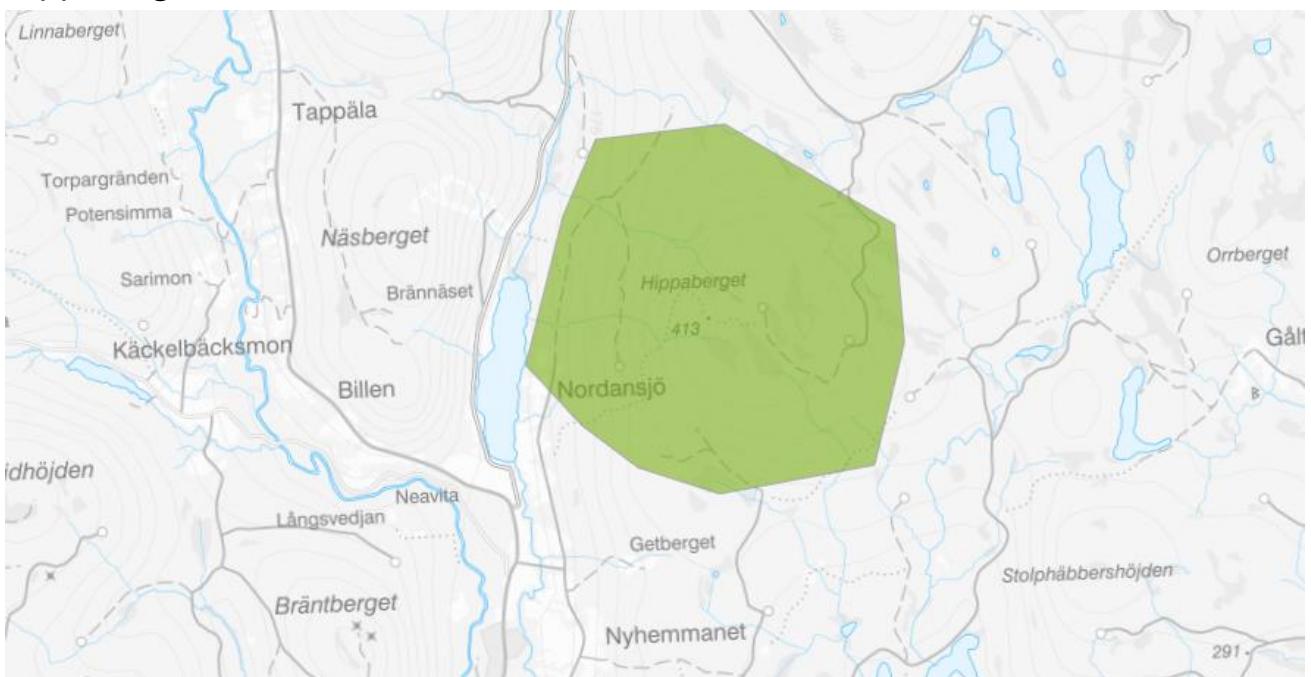 Linnaberget
Tappäla
Torpargränden
Potensimma
Näsberget
Orrberget
Sarimon
Hippaberget
Brännäset
413
Käckelbäcksmon
Gålt
Billen
Nordansjö
B
idhöjden
Neavita
Långsvedjan
Getberget
Stolphäbbershöjden
Bräntberget
Nyhemmanet
291